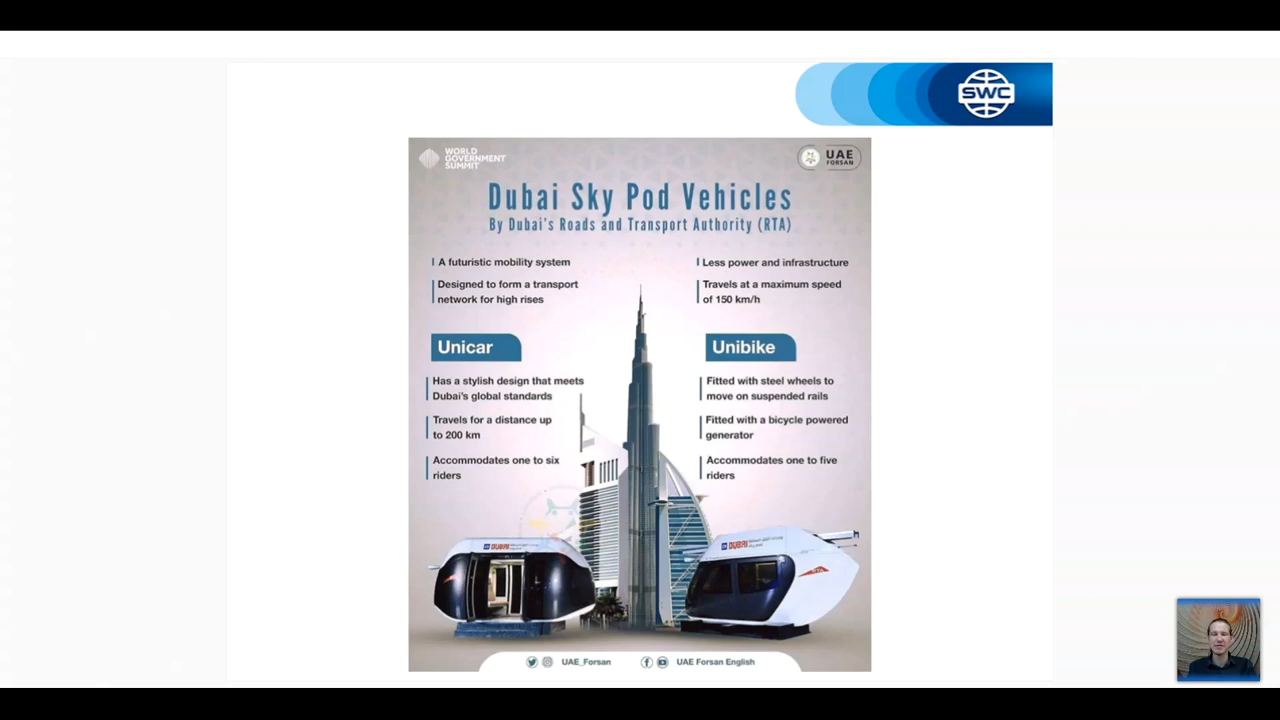 SWC
WORLD
GOVERNMENT
SUMMIT
UAE
FORSAN
Dubai Sky Pod Vehicles
By Dubai's Roads and Transport Authority (RTA)
A futuristic mobility system
Designed to form a transport
network for high rises
Less power and infrastructure
Travels at a maximum speed
of 150 km/h
Unicar
Has a stylish design that meets
Dubai's global standards
Travels for a distance up
to 200 km
Accommodates one to six
riders
Unibike
Fitted with steel wheels to
move on suspended rails
Fitted with a bicycle powered
generator
Accommodates one to five
riders
DUBAI
DUBAI
RTA
UAE_Forsan
UAE Forsan English